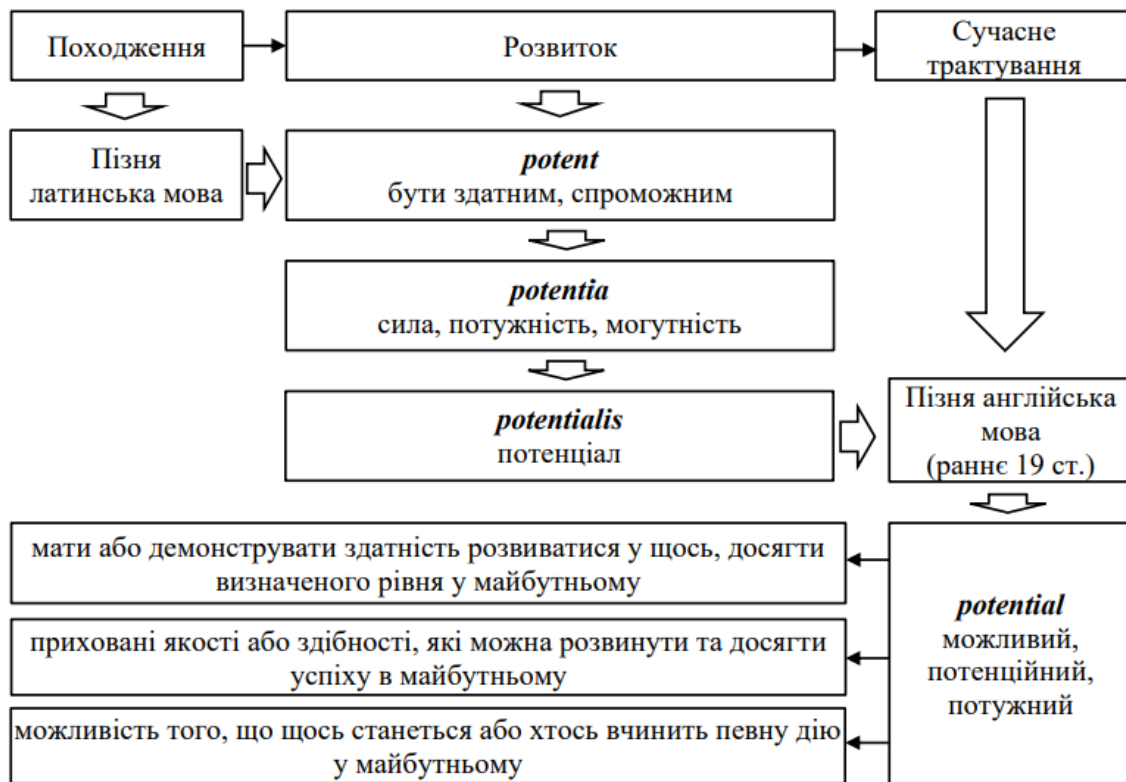 Походження
Розвиток
Сучасне
трактування
Пізня
латинська мова
potent
бути здатним, спроможним
potentia
сила, потужність, могутність
potentialis
потенціал
Пізня англійська
мова
(раннє 19 ст.)
мати або демонструвати здатність розвиватися у щось, досягти
визначеного рівня у майбутньому
приховані якості або здібності, які можна розвинути та досягти
успіху в майбутньому
можливість того, що щось станеться або хтось вчинить певну дію
у майбутньому
potential
можливий,
потенційний,
потужний